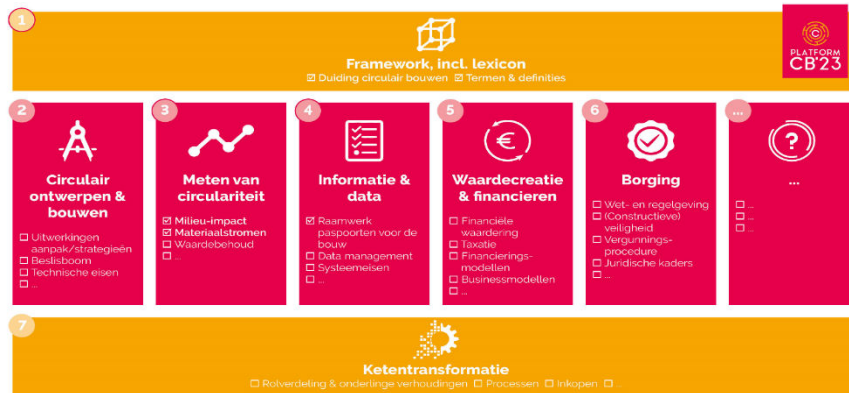 1
PLATFORM
CB'23
Framework, incl. lexicon
☑ Duiding circulair bouwen ☑ Termen & definities
2
Circulair
ontwerpen &
bouwen
☐ Uitwerkingen
aanpak/strategieën
☐ Beslisboom
☐ Technische eisen
☐ ...
3
Meten van
circulariteit
☑ Milieu-impact
☑ Materiaalstromen
☐ Waardebehoud
☐ ...
4
Informatie &
data
☑ Raamwerk
paspoorten voor de
bouw
☐ Data management
☐ Systeemeisen
☐ ...
5
€
Waardecreatie
& financieren
☐ Financiële
waardering
☐ Taxatie
☐ Financierings-
modellen
☐ Businessmodellen
☐ ...
6
Borging
☐ Wet- en regelgeving
☐ (Constructieve)
veiligheid
☐ Vergunnings-
procedure
☐ Juridische kaders
☐ ...
...
?
...
☐ ...
☐ ...
☐ ...
7
Ketentransformatie
☐ Rolverdeling & onderlinge verhoudingen ☐ Processen ☐ Inkopen ☐ ...